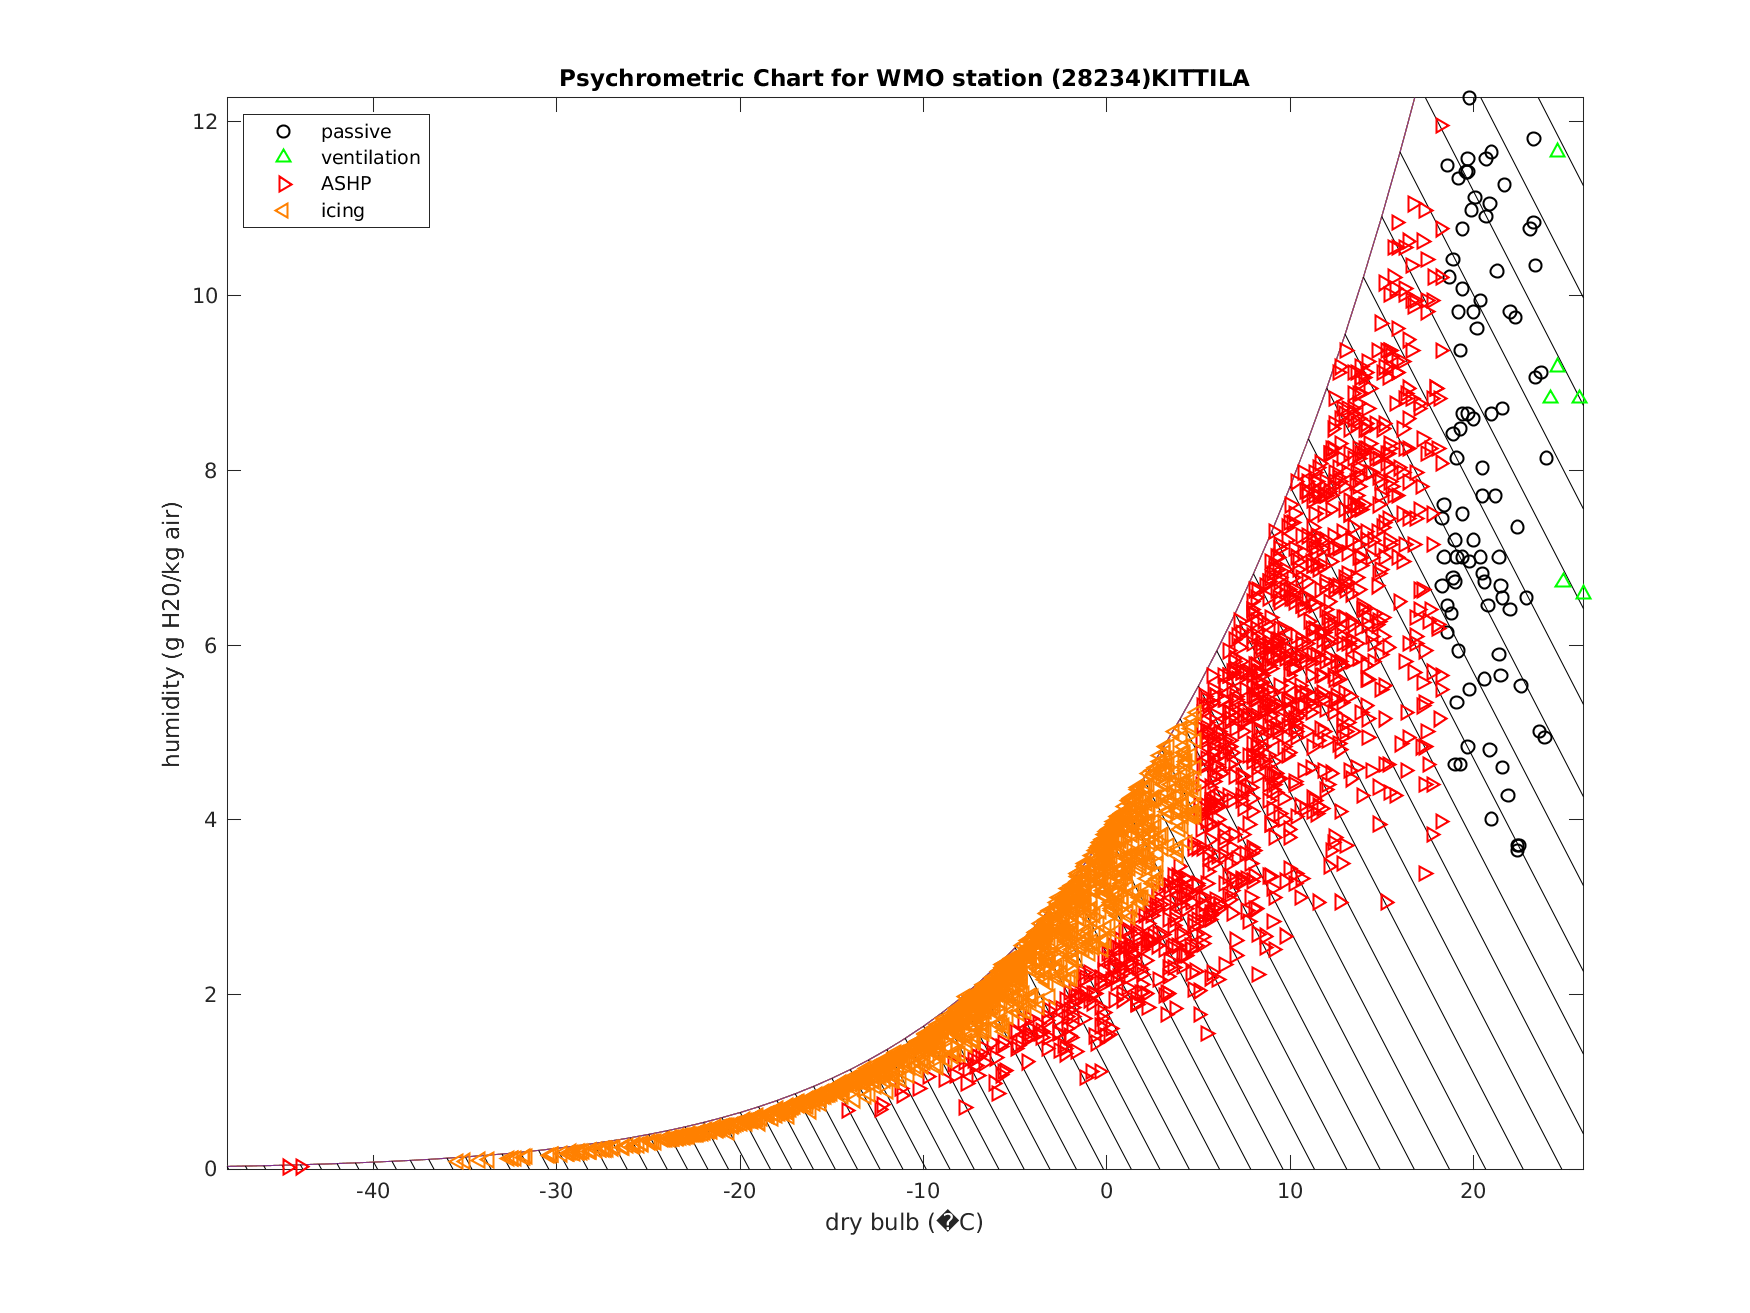 Psychrometric Chart for WMO station (28234)KITTILA
passive
ventilation
ASHP
icing
humidity (g H20/kg air)
12
10
8
6
4
2
0
-40 -30 -20 -10 0 10 20
dry bulb (�C)